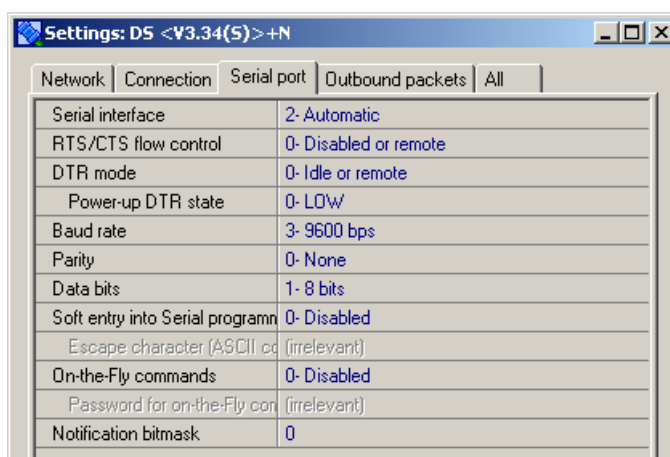 Settings: DS <V3.34(S)>+N
Network Connection Serial port Outbound packets All
Serial interface 2- Automatic
RTS/CTS flow control 0- Disabled or remote
DTR mode 0- Idle or remote
Power-up DTR state 0- LOW
Baud rate 3- 9600 bps
Parity 0- None
Data bits 1- 8 bits
Soft entry into Serial programn 0- Disabled
Escape character (ASCII co (irrelevant)
On-the-Fly commands 0- Disabled
Password for on-the-Fly con (irrelevant)
Notification bitmask 0